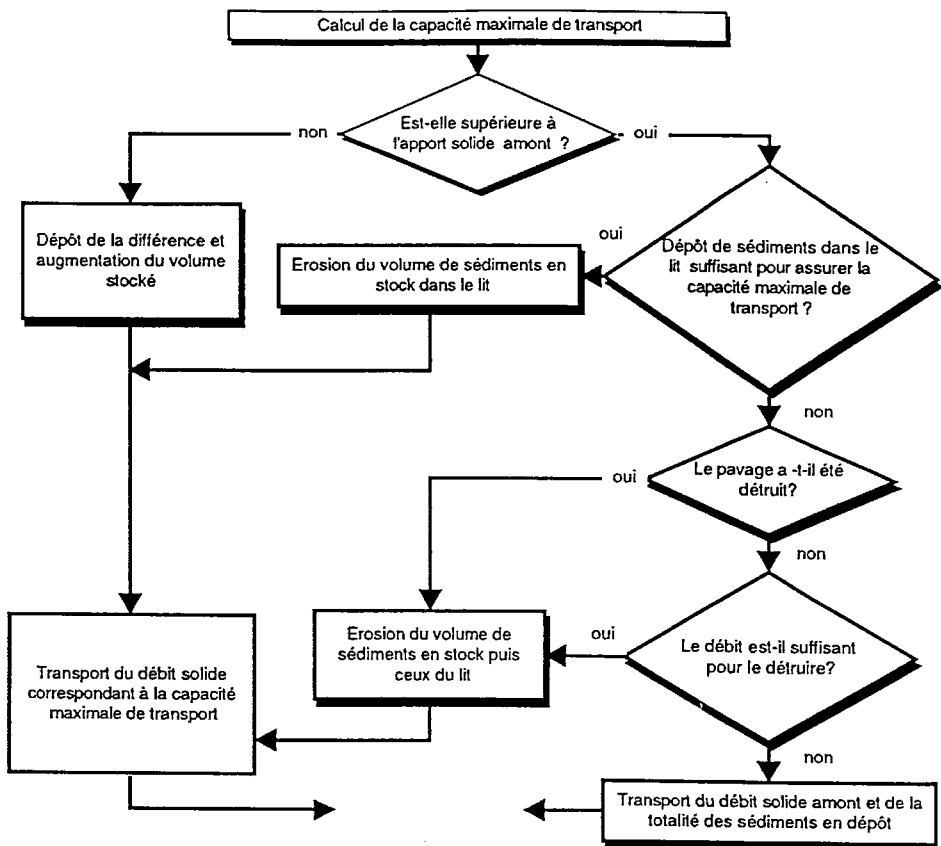 Calcul de la capacité maximale de transport
Est-elle supérieure à
l'apport solide amont ?
non
oui
Dépôt de la différence et
augmentation du volume
stocké
Erosion du volume de sédiments en
stock dans le lit
oui
Dépôt de sédiments dans le
lit suffisant pour assurer la
capacité maximale de
transport ?
non
Le pavage a -t-il été
détruit?
oui
non
Transport du débit solide
correspondant à la capacité
maximale de transport
Erosion du volume de
sédiments en stock puis
ceux du lit
oui
Le débit est-il suffisant
pour le détruire?
non
Transport du débit solide amont et de la
totalité des sédiments en dépôt